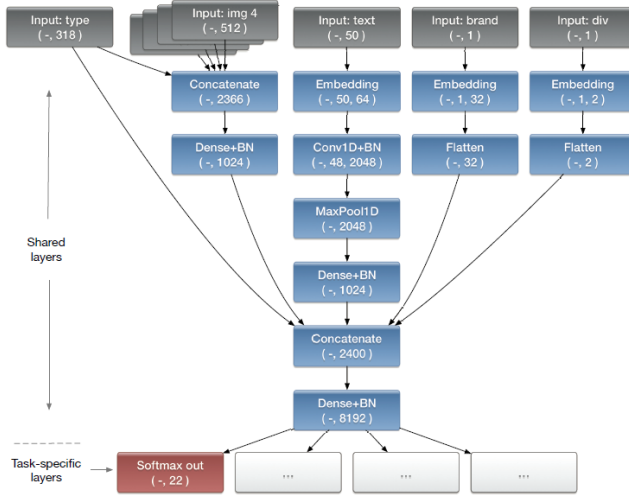 Input: type
( -, 318 )
Input: img 4
( -, 512 )
Input: text
( -, 50 )
Input: brand
( -, 1 )
Input: div
( -, 1 )
Concatenate
( -, 2366 )
Embedding
( -, 50, 64 )
Embedding
( -, 1, 32 )
Embedding
( -, 1, 2 )
Dense+BN
( -, 1024 )
Conv1D+BN
( -, 48, 2048 )
Flatten
( -, 32 )
Flatten
( -, 2 )
MaxPool1D
( -, 2048 )
Shared
layers
Dense+BN
( -, 1024 )
Concatenate
( -, 2400 )
Dense+BN
( -, 8192 )
Task-specific
layers
Softmax out
( -, 22 )
...
...
...